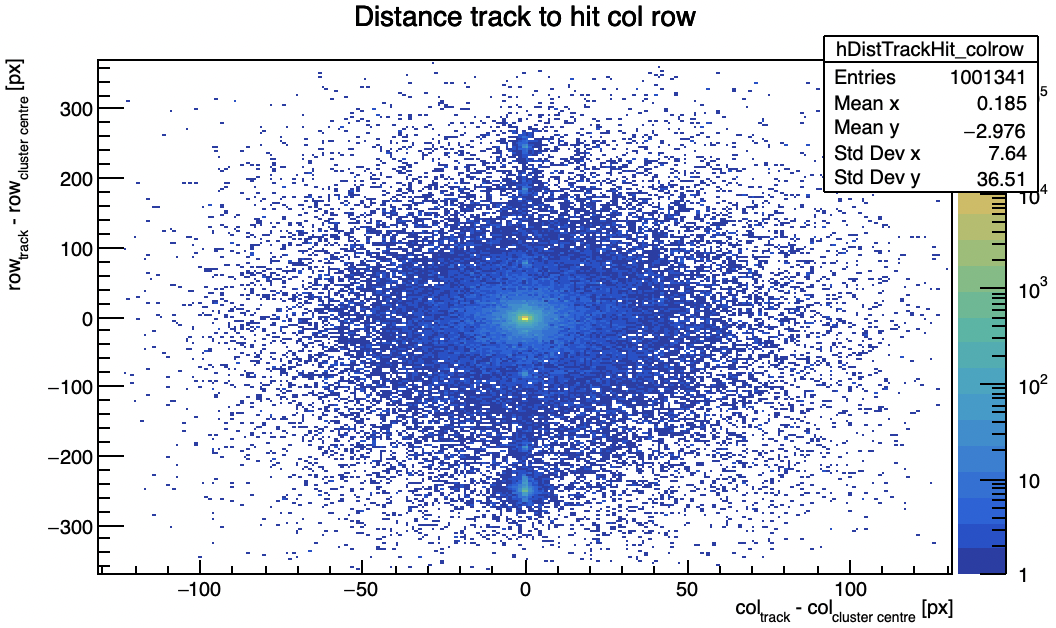 Distance track to hit col row
hDistTrackHit_colrow
Entries 1001341
Mean x 0.185
Mean y −2.976
Std Dev x 7.64
Std Dev y 36.51
row_track - row_cluster centre [px]
300
200
100
0
−100
−200
−300
−100 −50 0 50 100
col_track - col_cluster centre [px]
5
10^4
10^3
10^2
10
1